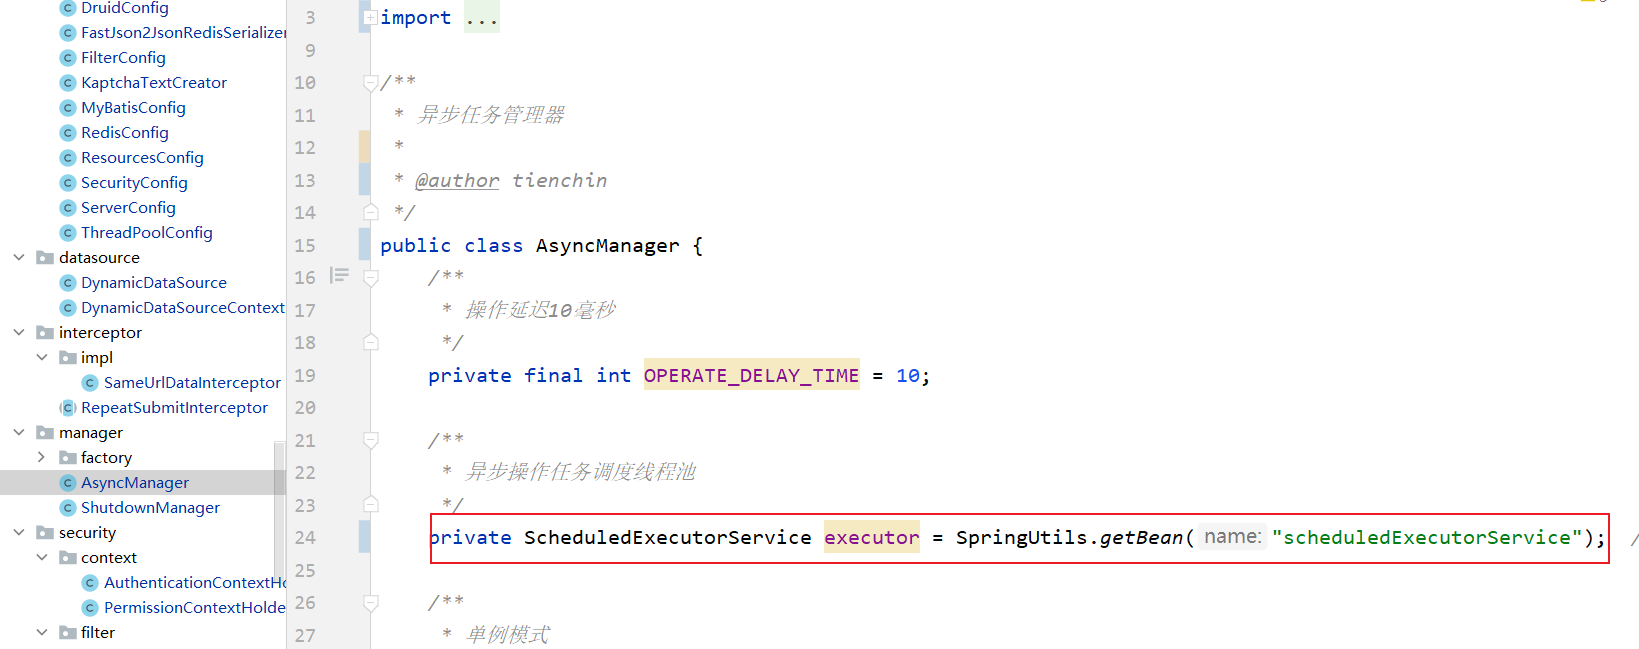 DruidConfig
FastJson2JsonRedisSerializer
FilterConfig
KaptchaTextCreator
MyBatisConfig
RedisConfig
ResourcesConfig
SecurityConfig
ServerConfig
ThreadPoolConfig
datasource
DynamicDataSource
DynamicDataSourceContext
interceptor
impl
SameUrlDataInterceptor
RepeatSubmitInterceptor
manager
factory
AsyncManager
ShutdownManager
security
context
AuthenticationContextHo
PermissionContextHolde
filter
3 import ...
9
10 /**
11 * 异步任务管理器
12 *
13 * @author tienchin
14 */
15 public class AsyncManager {
16 /**
17 * 操作延迟10毫秒
18 */
19 private final int OPERATE_DELAY_TIME = 10;
20
21 /**
22 * 异步操作任务调度线程池
23 */
24 private ScheduledExecutorService executor = SpringUtils.getBean( name: "scheduledExecutorService"); /
25
26 /**
27 * 单例模式